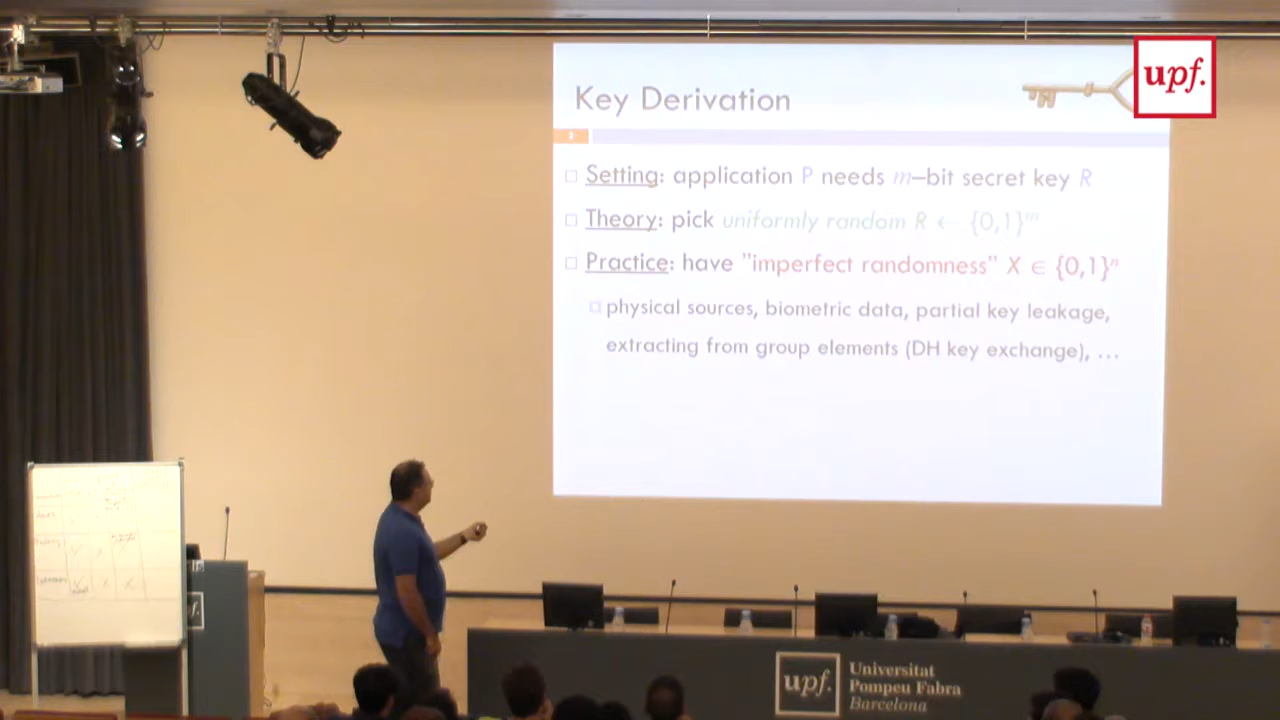 upf.
Key Derivation
3
Setting: application P needs m–bit secret key R
Theory: pick uniformly random R ← {0,1}ᵐ
Practice: have "imperfect randomness" X ∈ {0,1}ⁿ
physical sources, biometric data, partial key leakage,
extracting from group elements (DH key exchange), …
upf.
Universitat
Pompeu Fabra
Barcelona